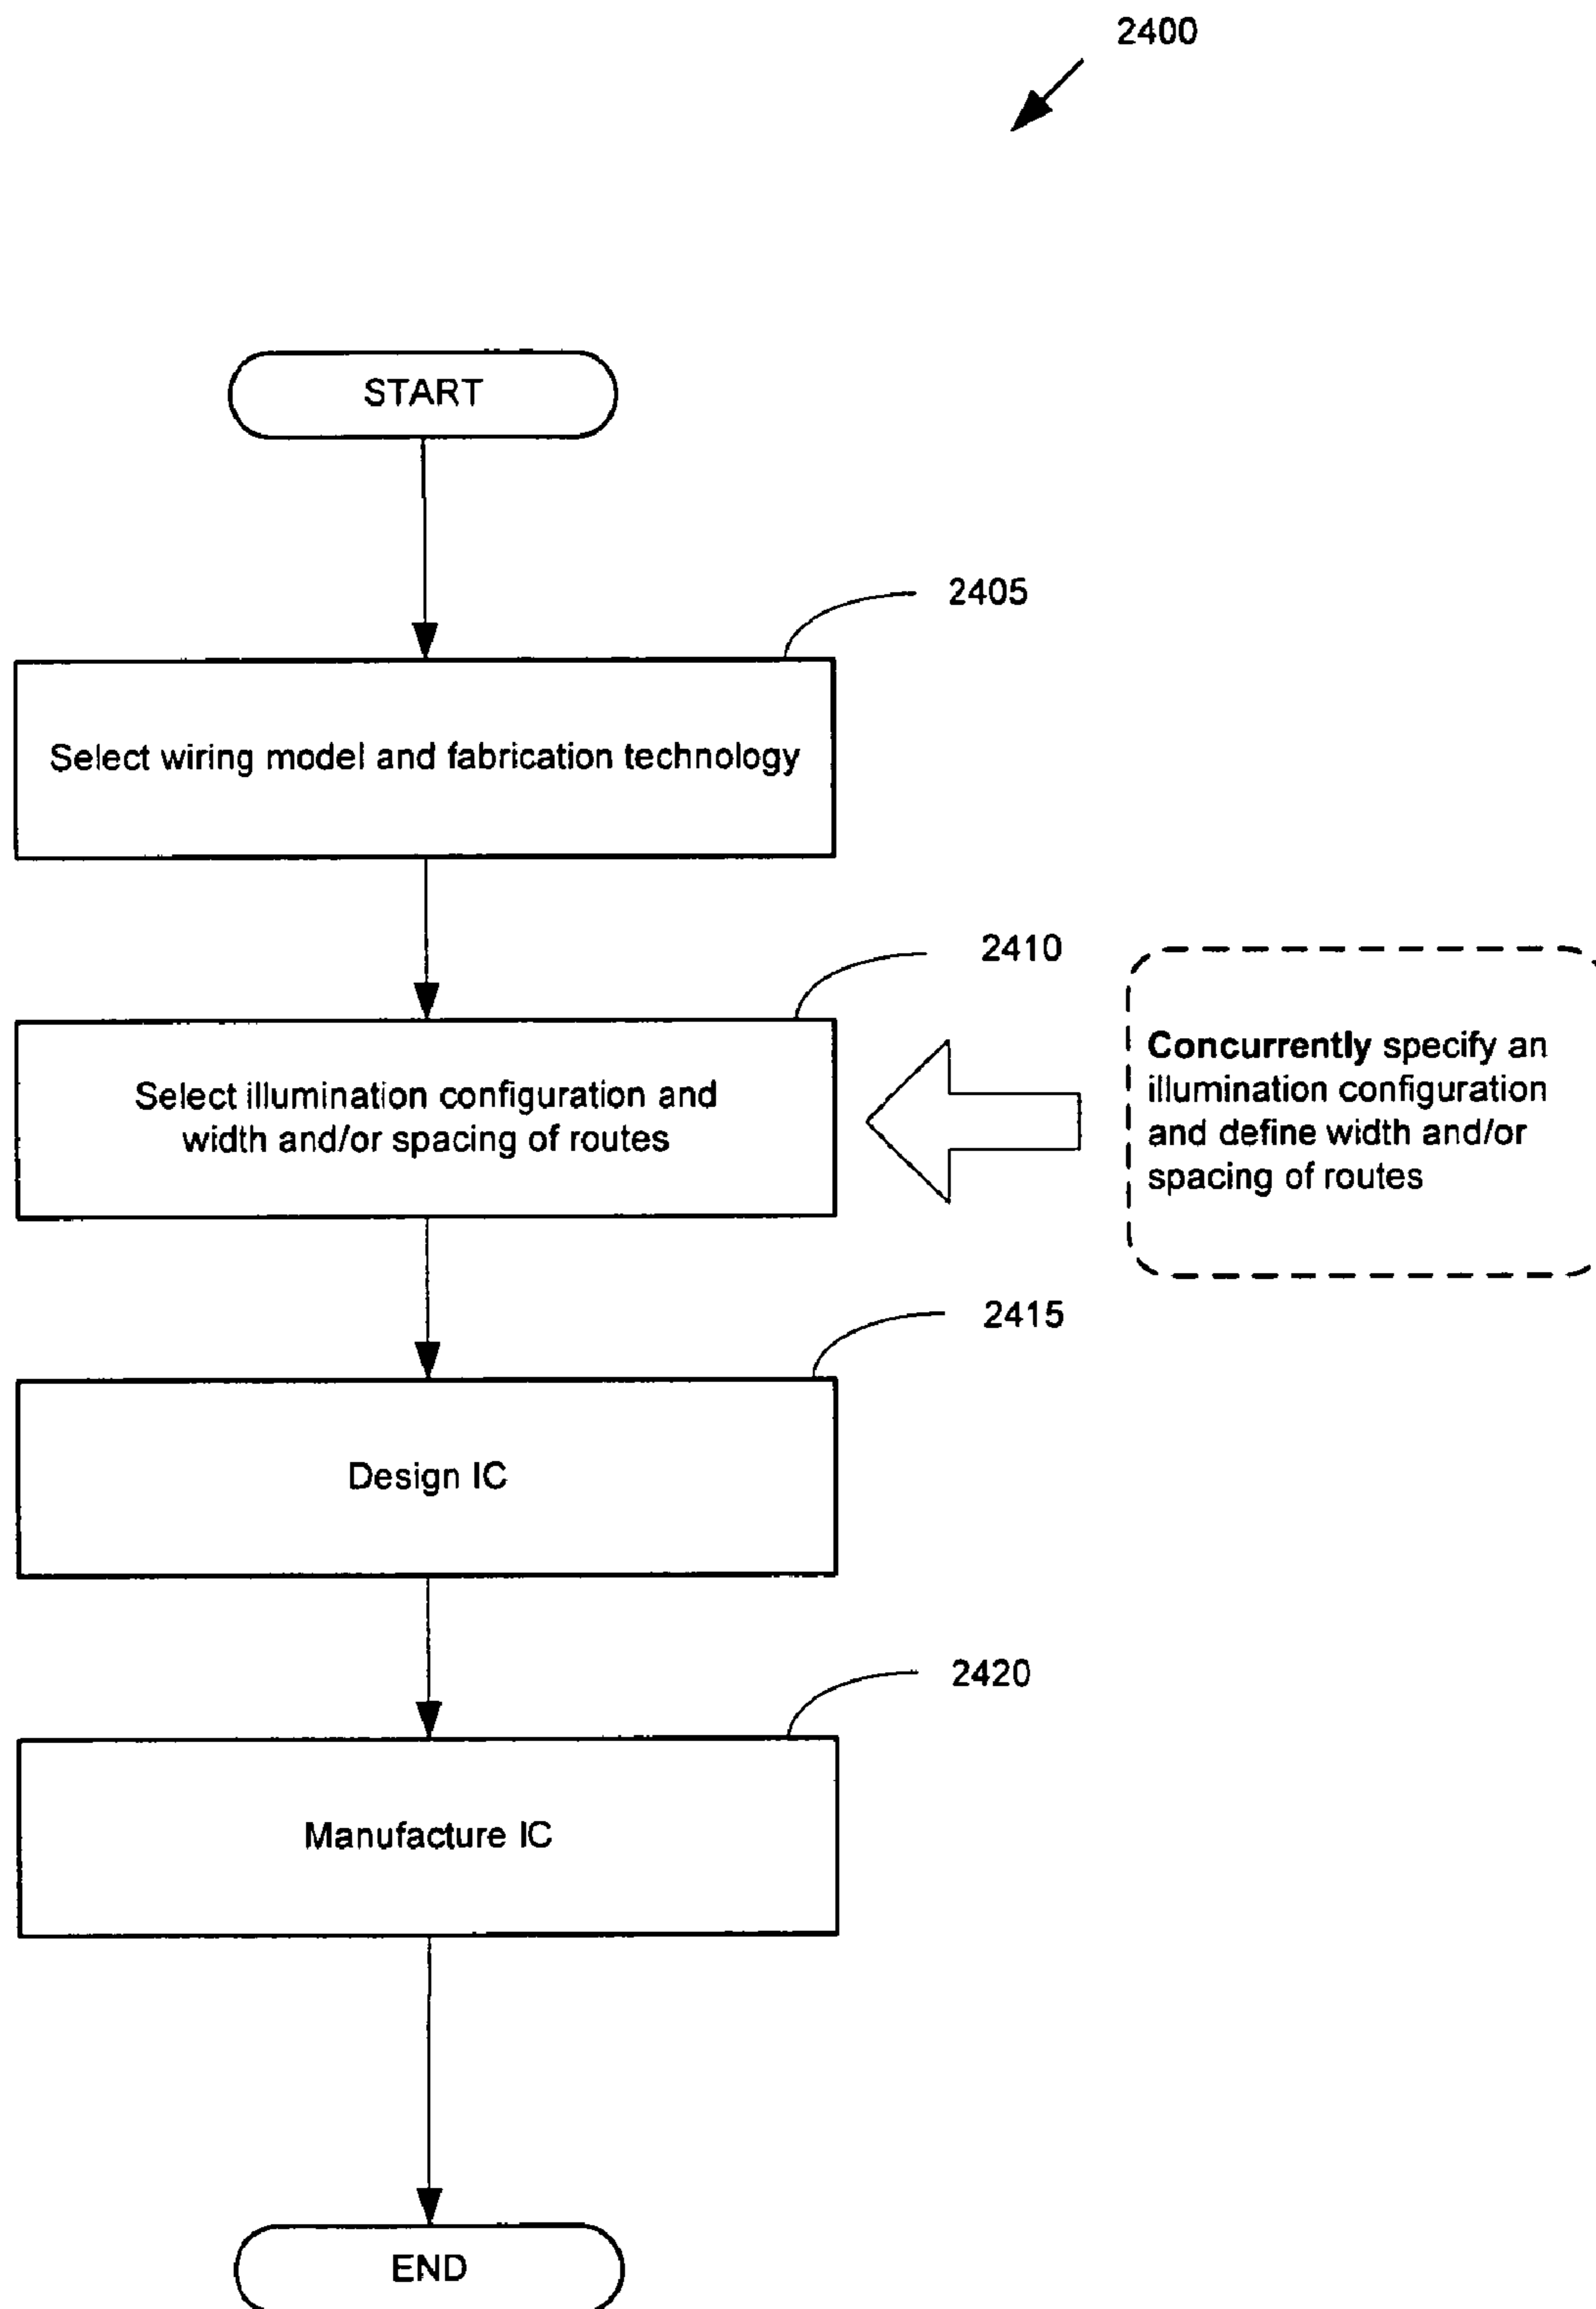 2400
START
2405
Select wiring model and fabrication technology
2410
Select illumination configuration and
width and/or spacing of routes
Concurrently specify an
illumination configuration
and define width and/or
spacing of routes
2415
Design IC
2420
Manufacture IC
END